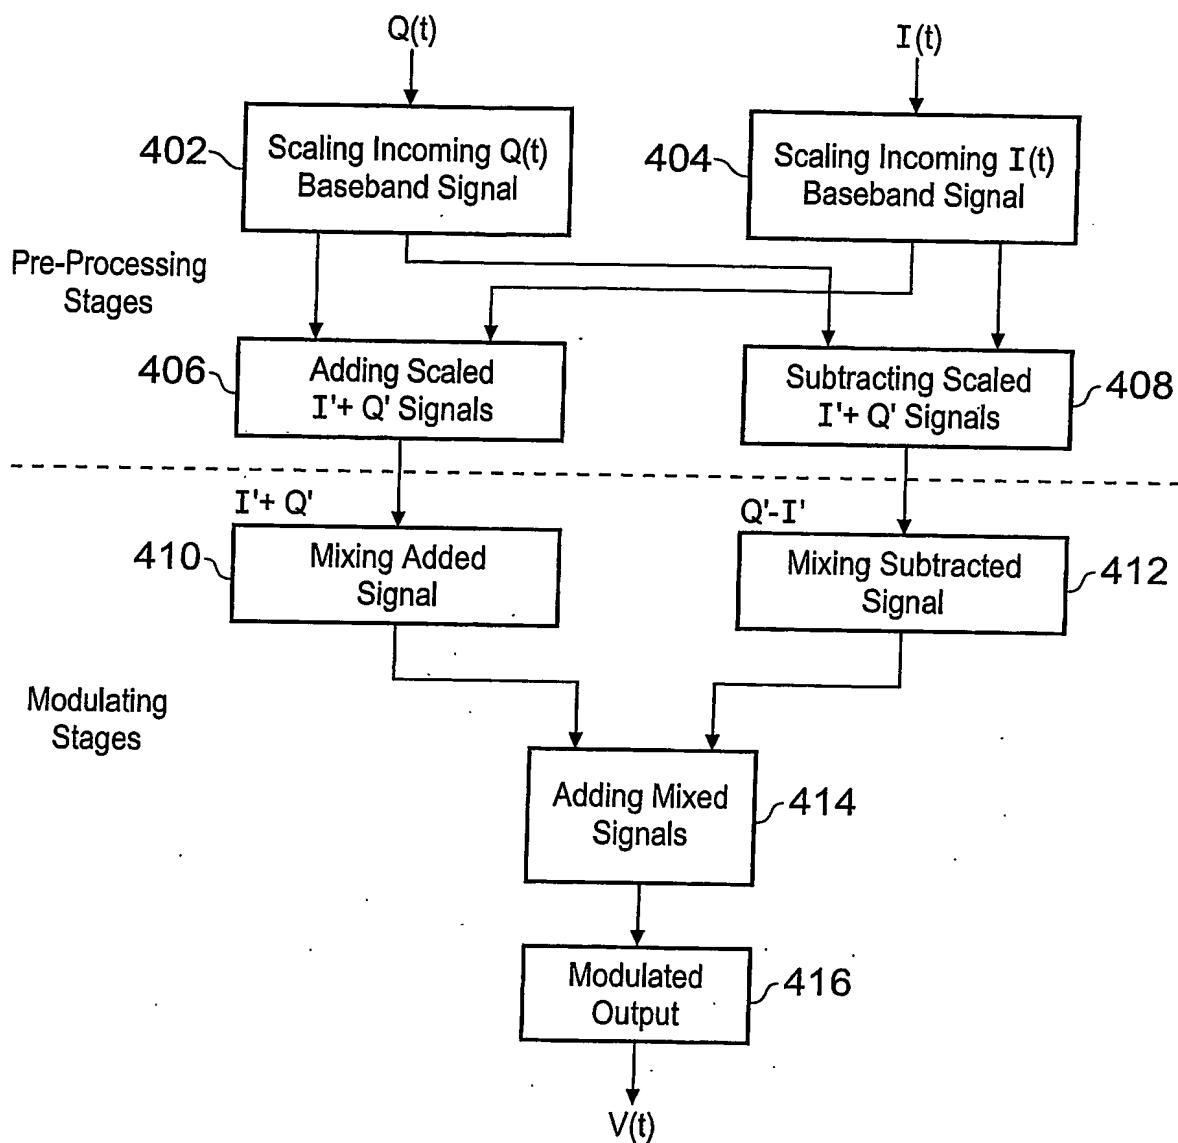 Q(t)
I(t)
402
Scaling Incoming Q(t)
Baseband Signal
404
Scaling Incoming I(t)
Baseband Signal
Pre-Processing
Stages
406
Adding Scaled
I'+ Q' Signals
Subtracting Scaled
I'+ Q' Signals
408
I'+ Q'
Q'-I'
410
Mixing Added
Signal
Mixing Subtracted
Signal
412
Modulating
Stages
Adding Mixed
Signals
414
Modulated
Output
416
V(t)